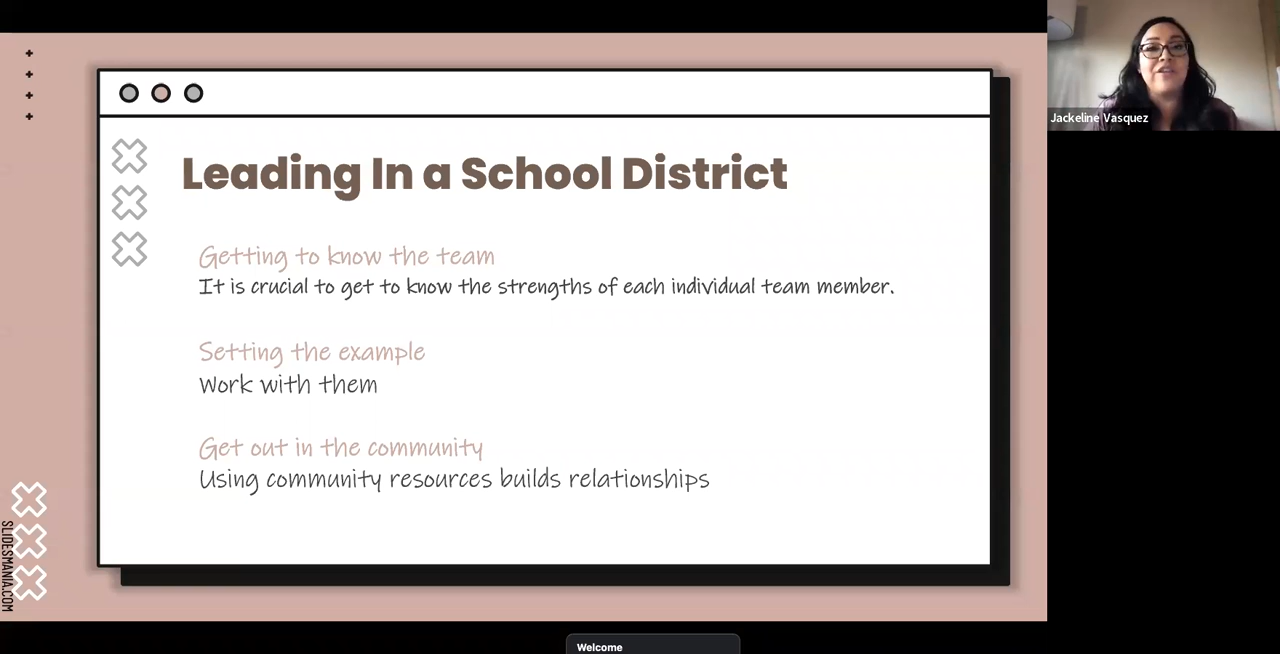 Leading In a School District
Getting to know the team
It is crucial to get to know the strengths of each individual team member.
Setting the example
Work with them
Get out in the community
Using community resources builds relationships
SLIDESMANIA.COM
Jackeline Vasquez
Welcome